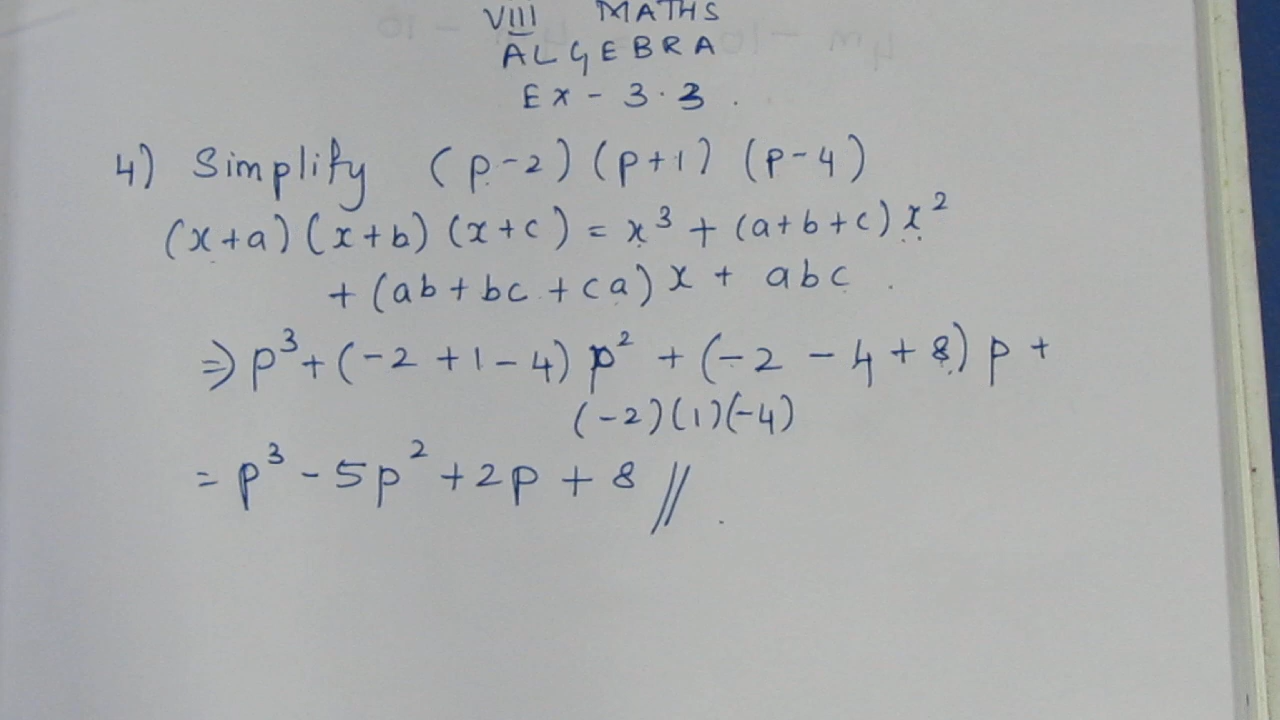 VIII MATHS
ALGEBRA
Ex - 3.3.
4) Simplify (p-2) (p+1) (p-4)
(x+a) (x+b) (x+c) = x³ + (a+b+c) x²
+ (ab+bc+ca) x + abc.
⇒ p³ + (-2+1-4) p² + (-2 - 4 + 8) p +
(-2)(1)(-4)
= p³ - 5p² + 2p + 8 //.